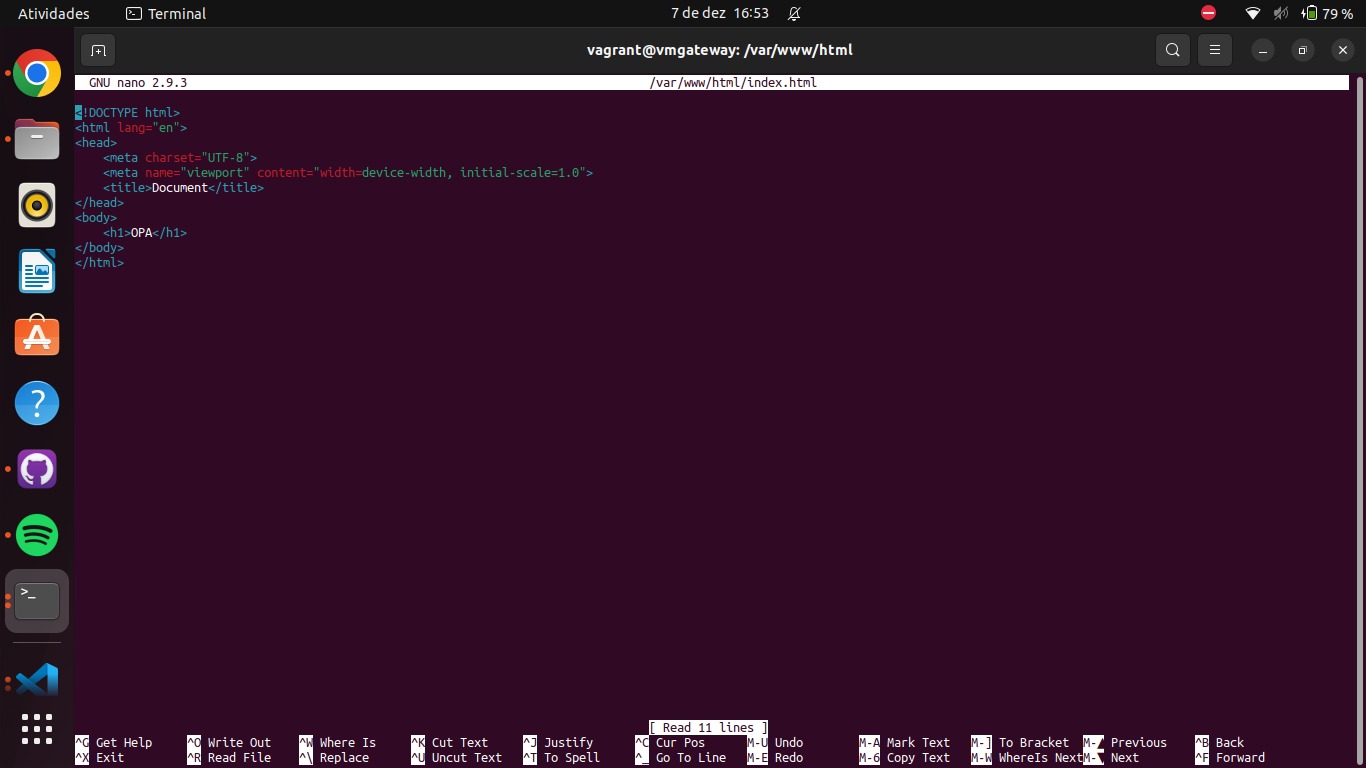 Atividades Terminal 7 de dez 16:53 79 %
vagrant@vmgateway: /var/www/html
GNU nano 2.9.3 /var/www/html/index.html
<!DOCTYPE html>
<html lang="en">
<head>
    <meta charset="UTF-8">
    <meta name="viewport" content="width=device-width, initial-scale=1.0">
    <title>Document</title>
</head>
<body>
    <h1>OPA</h1>
</body>
</html>
[ Read 11 lines ]
^G Get Help ^O Write Out ^W Where Is ^K Cut Text ^J Justify ^C Cur Pos M-U Undo M-A Mark Text M-] To Bracket M-▲ Previous ^B Back
^X Exit ^R Read File ^\ Replace ^U Uncut Text ^T To Spell ^_ Go To Line M-E Redo M-6 Copy Text M-W WhereIs Next M-▼ Next ^F Forward